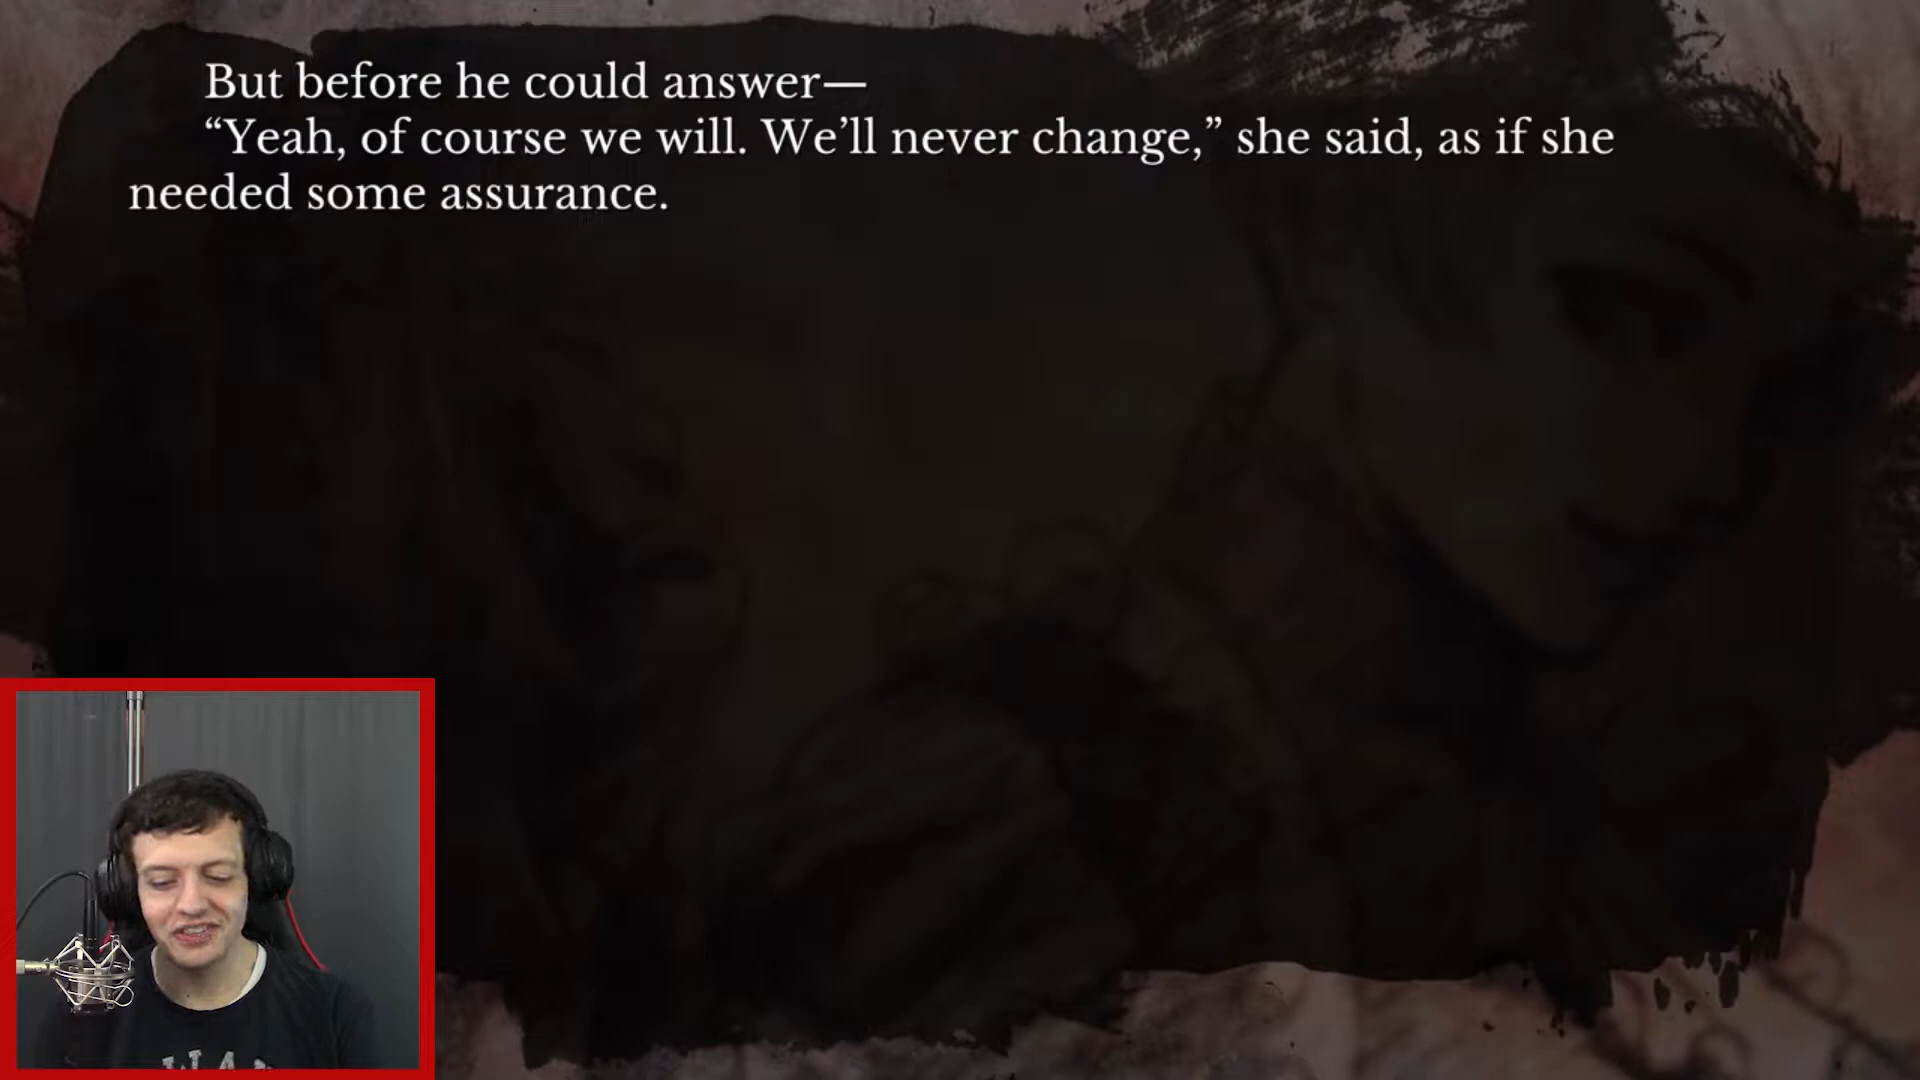 But before he could answer—
“Yeah, of course we will. We’ll never change,” she said, as if she
needed some assurance.